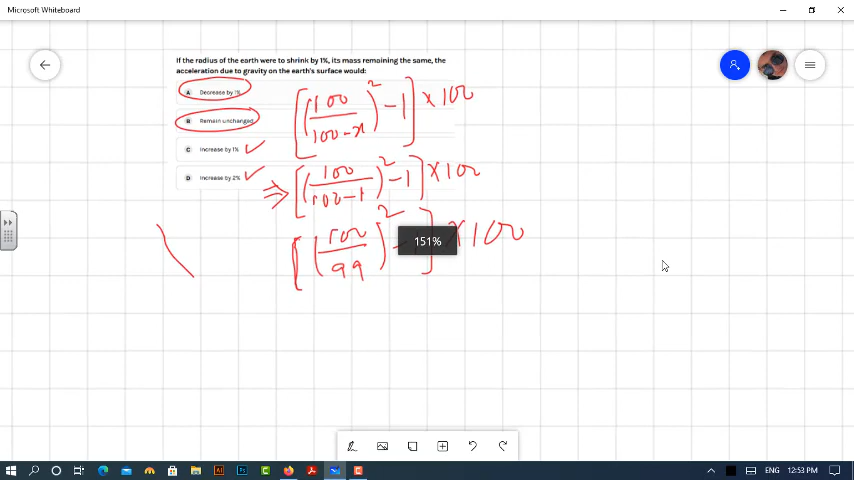 Microsoft Whiteboard
If the radius of the earth were to shrink by 1%, its mass remaining the same, the
acceleration due to gravity on the earth's surface would:
A Decrease by 1%
B Remain unchanged
C Increase by 1%
D Increase by 2%
[(100/100-x)² -1] ×100
⇒ [(100/100-1)² -1] ×100
[(100/99)² - ] ×100
151%
ENG 12:53 PM